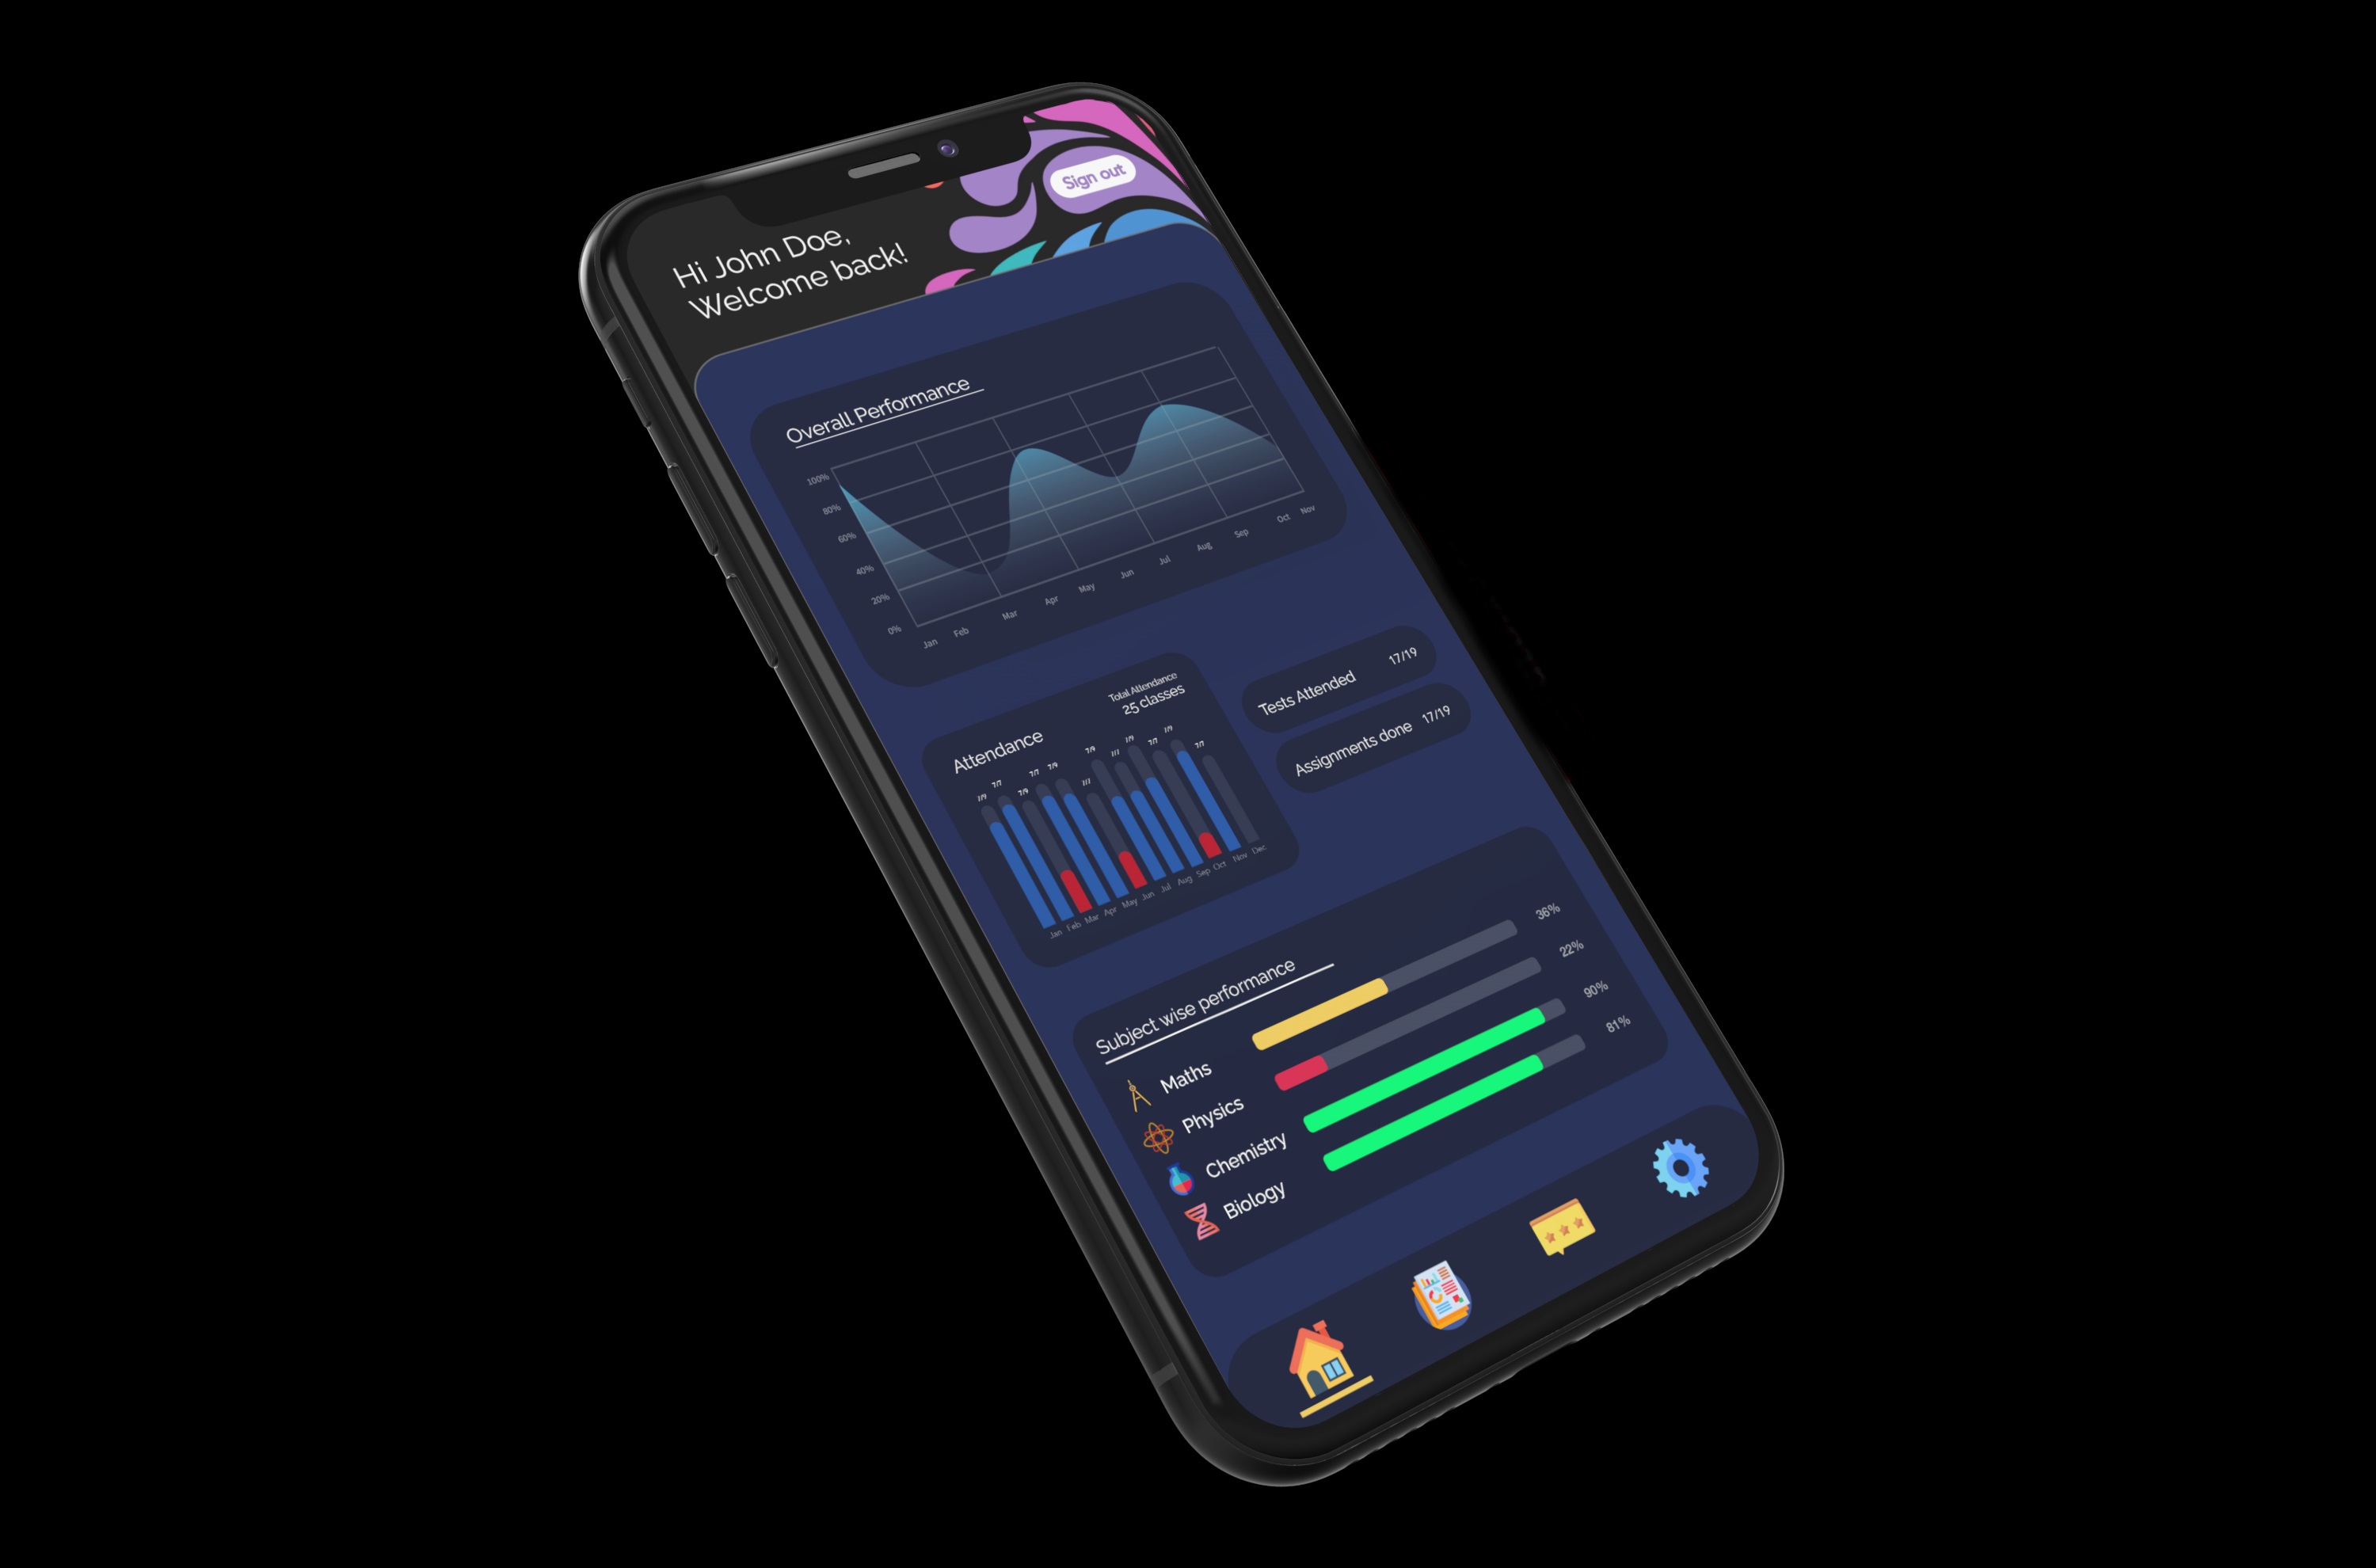 Sign out
Hi John Doe,
Welcome back!
Overall Performance
100%
80%
60%
40%
20%
0%
Jan Feb Mar Apr May Jun Jul Aug Sep Oct Nov
Attendance
Total Attendance
25 classes
Jan Feb Mar Apr May Jun Jul Aug Sep Oct Nov Dec
Tests Attended 17/19
Assignments done 17/19
Subject wise performance
Maths 36%
Physics 22%
Chemistry 90%
Biology 81%